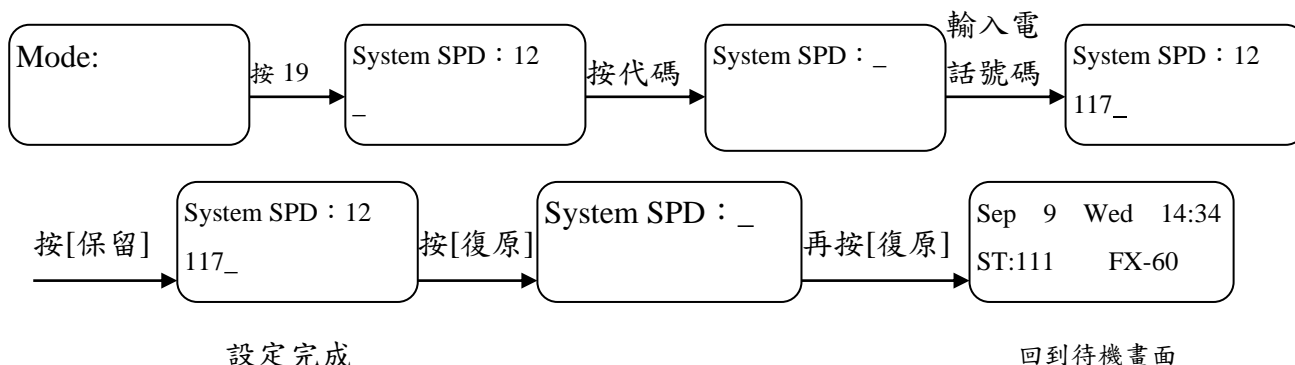 Mode:
按 19
System SPD：12
_
按代碼
System SPD：_
輸入電
話號碼
System SPD：12
117_
按[保留]
System SPD：12
117_
按[復原]
System SPD：_
再按[復原]
Sep 9 Wed 14:34
ST:111 FX-60
設定完成
回到待機畫面